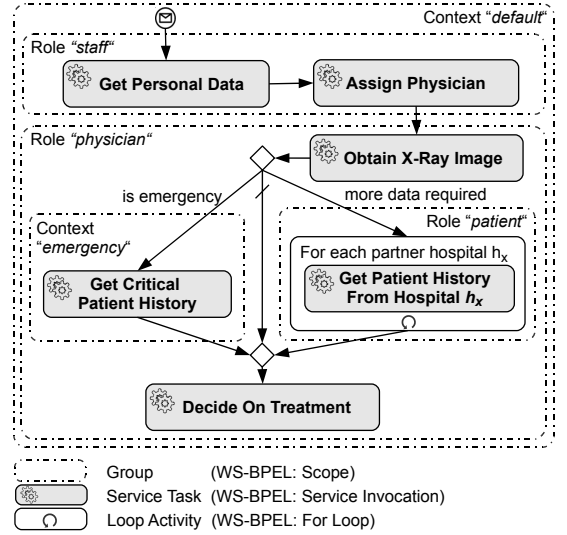 Context “default“
Role “staff“
Get Personal Data
Assign Physician
Role “physician“
Obtain X-Ray Image
is emergency
more data required
Context
“emergency“
Role “patient“
For each partner hospital hx
Get Critical
Patient History
Get Patient History
From Hospital hx
Decide On Treatment
Group (WS-BPEL: Scope)
Service Task (WS-BPEL: Service Invocation)
Loop Activity (WS-BPEL: For Loop)